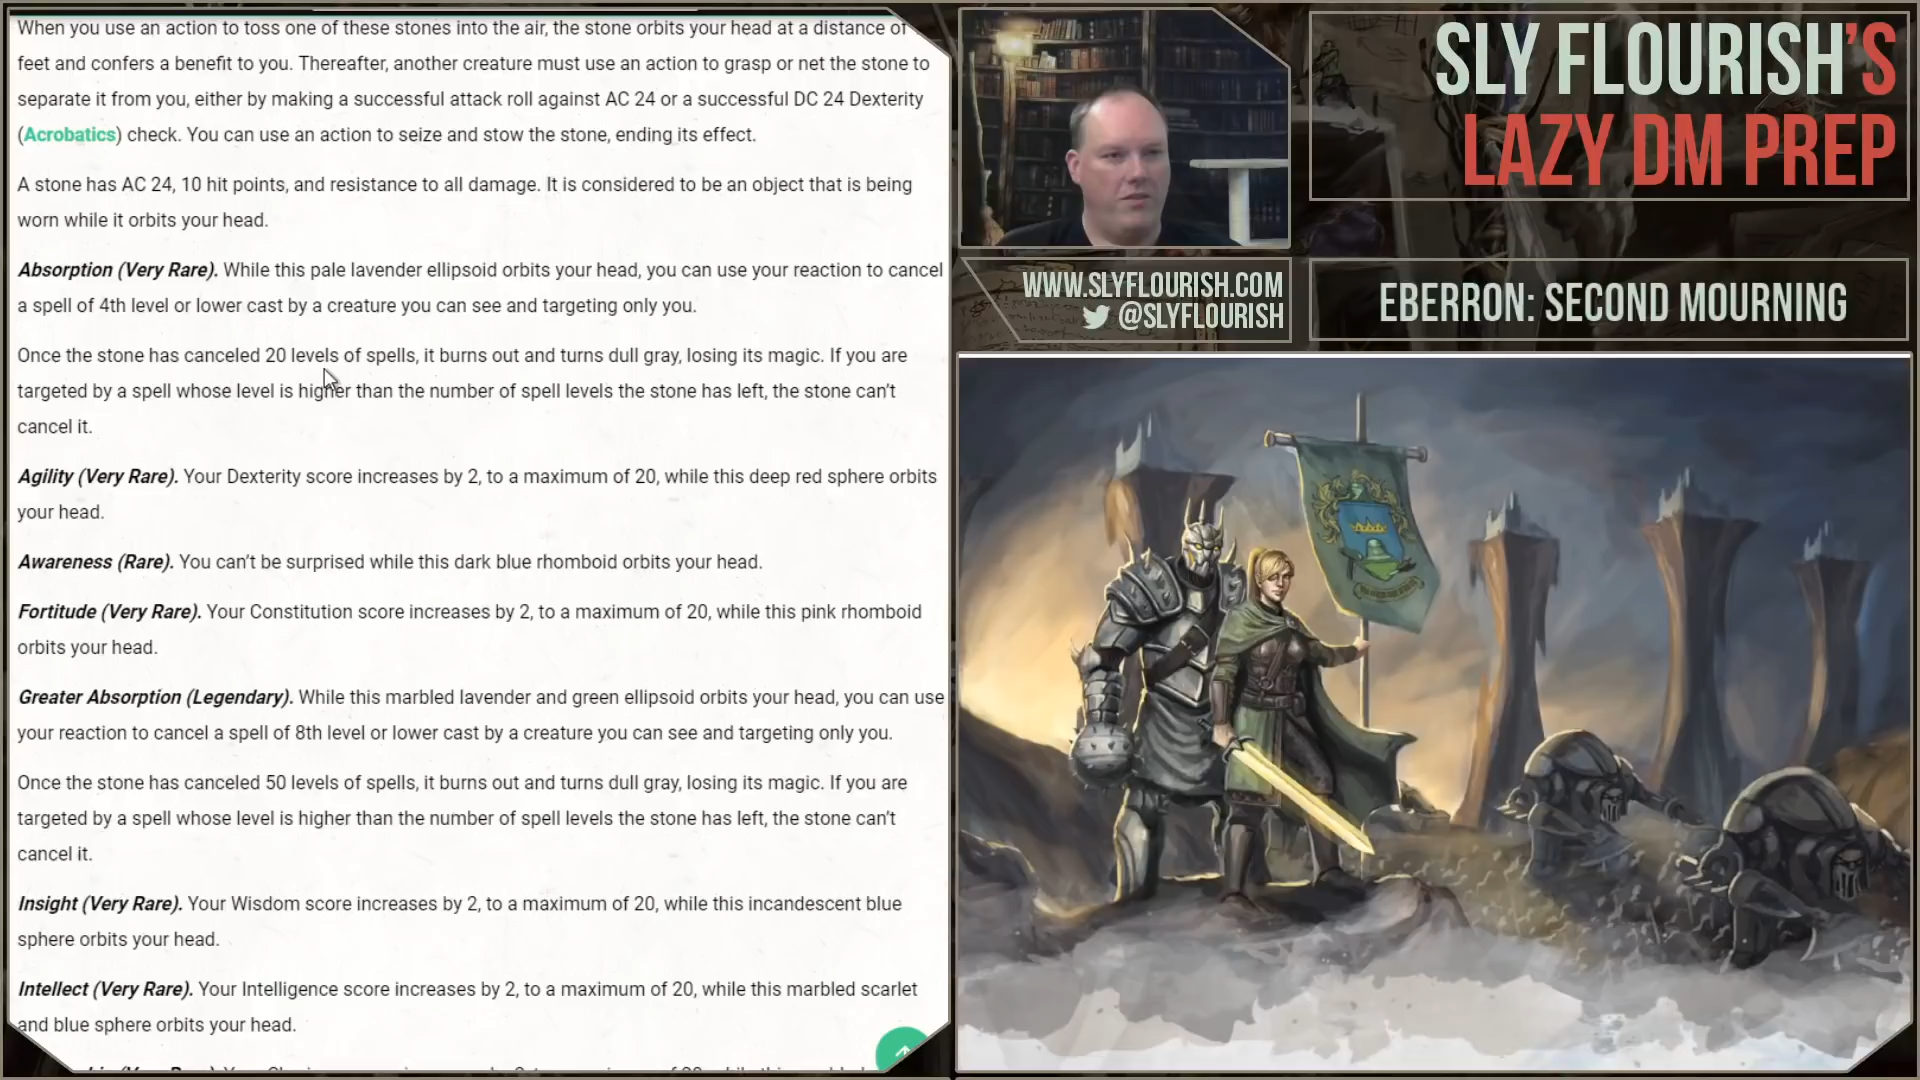 When you use an action to toss one of these stones into the air, the stone orbits your head at a distance of
feet and confers a benefit to you. Thereafter, another creature must use an action to grasp or net the stone to
separate it from you, either by making a successful attack roll against AC 24 or a successful DC 24 Dexterity
(Acrobatics) check. You can use an action to seize and stow the stone, ending its effect.
A stone has AC 24, 10 hit points, and resistance to all damage. It is considered to be an object that is being
worn while it orbits your head.
Absorption (Very Rare). While this pale lavender ellipsoid orbits your head, you can use your reaction to cancel
a spell of 4th level or lower cast by a creature you can see and targeting only you.
Once the stone has canceled 20 levels of spells, it burns out and turns dull gray, losing its magic. If you are
targeted by a spell whose level is higher than the number of spell levels the stone has left, the stone can't
cancel it.
Agility (Very Rare). Your Dexterity score increases by 2, to a maximum of 20, while this deep red sphere orbits
your head.
Awareness (Rare). You can't be surprised while this dark blue rhomboid orbits your head.
Fortitude (Very Rare). Your Constitution score increases by 2, to a maximum of 20, while this pink rhomboid
orbits your head.
Greater Absorption (Legendary). While this marbled lavender and green ellipsoid orbits your head, you can use
your reaction to cancel a spell of 8th level or lower cast by a creature you can see and targeting only you.
Once the stone has canceled 50 levels of spells, it burns out and turns dull gray, losing its magic. If you are
targeted by a spell whose level is higher than the number of spell levels the stone has left, the stone can't
cancel it.
Insight (Very Rare). Your Wisdom score increases by 2, to a maximum of 20, while this incandescent blue
sphere orbits your head.
Intellect (Very Rare). Your Intelligence score increases by 2, to a maximum of 20, while this marbled scarlet
and blue sphere orbits your head.
SLY FLOURISH'S
LAZY DM PREP
WWW.SLYFLOURISH.COM
@SLYFLOURISH
EBERRON: SECOND MOURNING